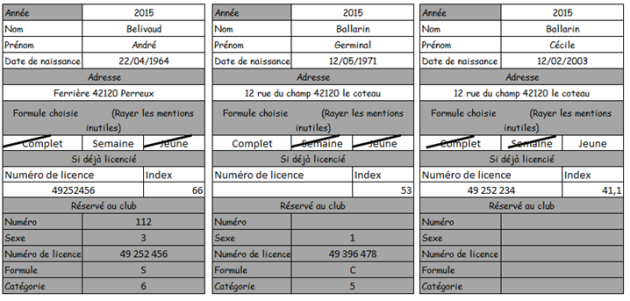 Année 2015
Nom Belivaud
Prénom André
Date de naissance 22/04/1964
Adresse
Ferrière 42120 Perreux
Formule choisie (Rayer les mentions
inutiles)
Complet Semaine Jeune
Si déjà licencié
Numéro de licence Index
49252456 66
Réservé au club
Numéro 112
Sexe 3
Numéro de licence 49 252 456
Formule S
Catégorie 6
Année 2015
Nom Ballarin
Prénom Germinal
Date de naissance 12/05/1971
Adresse
12 rue du champ 42120 le coteau
Formule choisie (Rayer les mentions
inutiles)
Complet Semaine Jeune
Si déjà licencié
Numéro de licence Index
53
Réservé au club
Numéro
Sexe 1
Numéro de licence 49 396 478
Formule C
Catégorie 5
Année 2015
Nom Ballarin
Prénom Cécile
Date de naissance 12/02/2003
Adresse
12 rue du champ 42120 le coteau
Formule choisie (Rayer les mentions
inutiles)
Complet Semaine Jeune
Si déjà licencié
Numéro de licence Index
49 252 234 41,1
Réservé au club
Numéro
Sexe
Numéro de licence
Formule
Catégorie